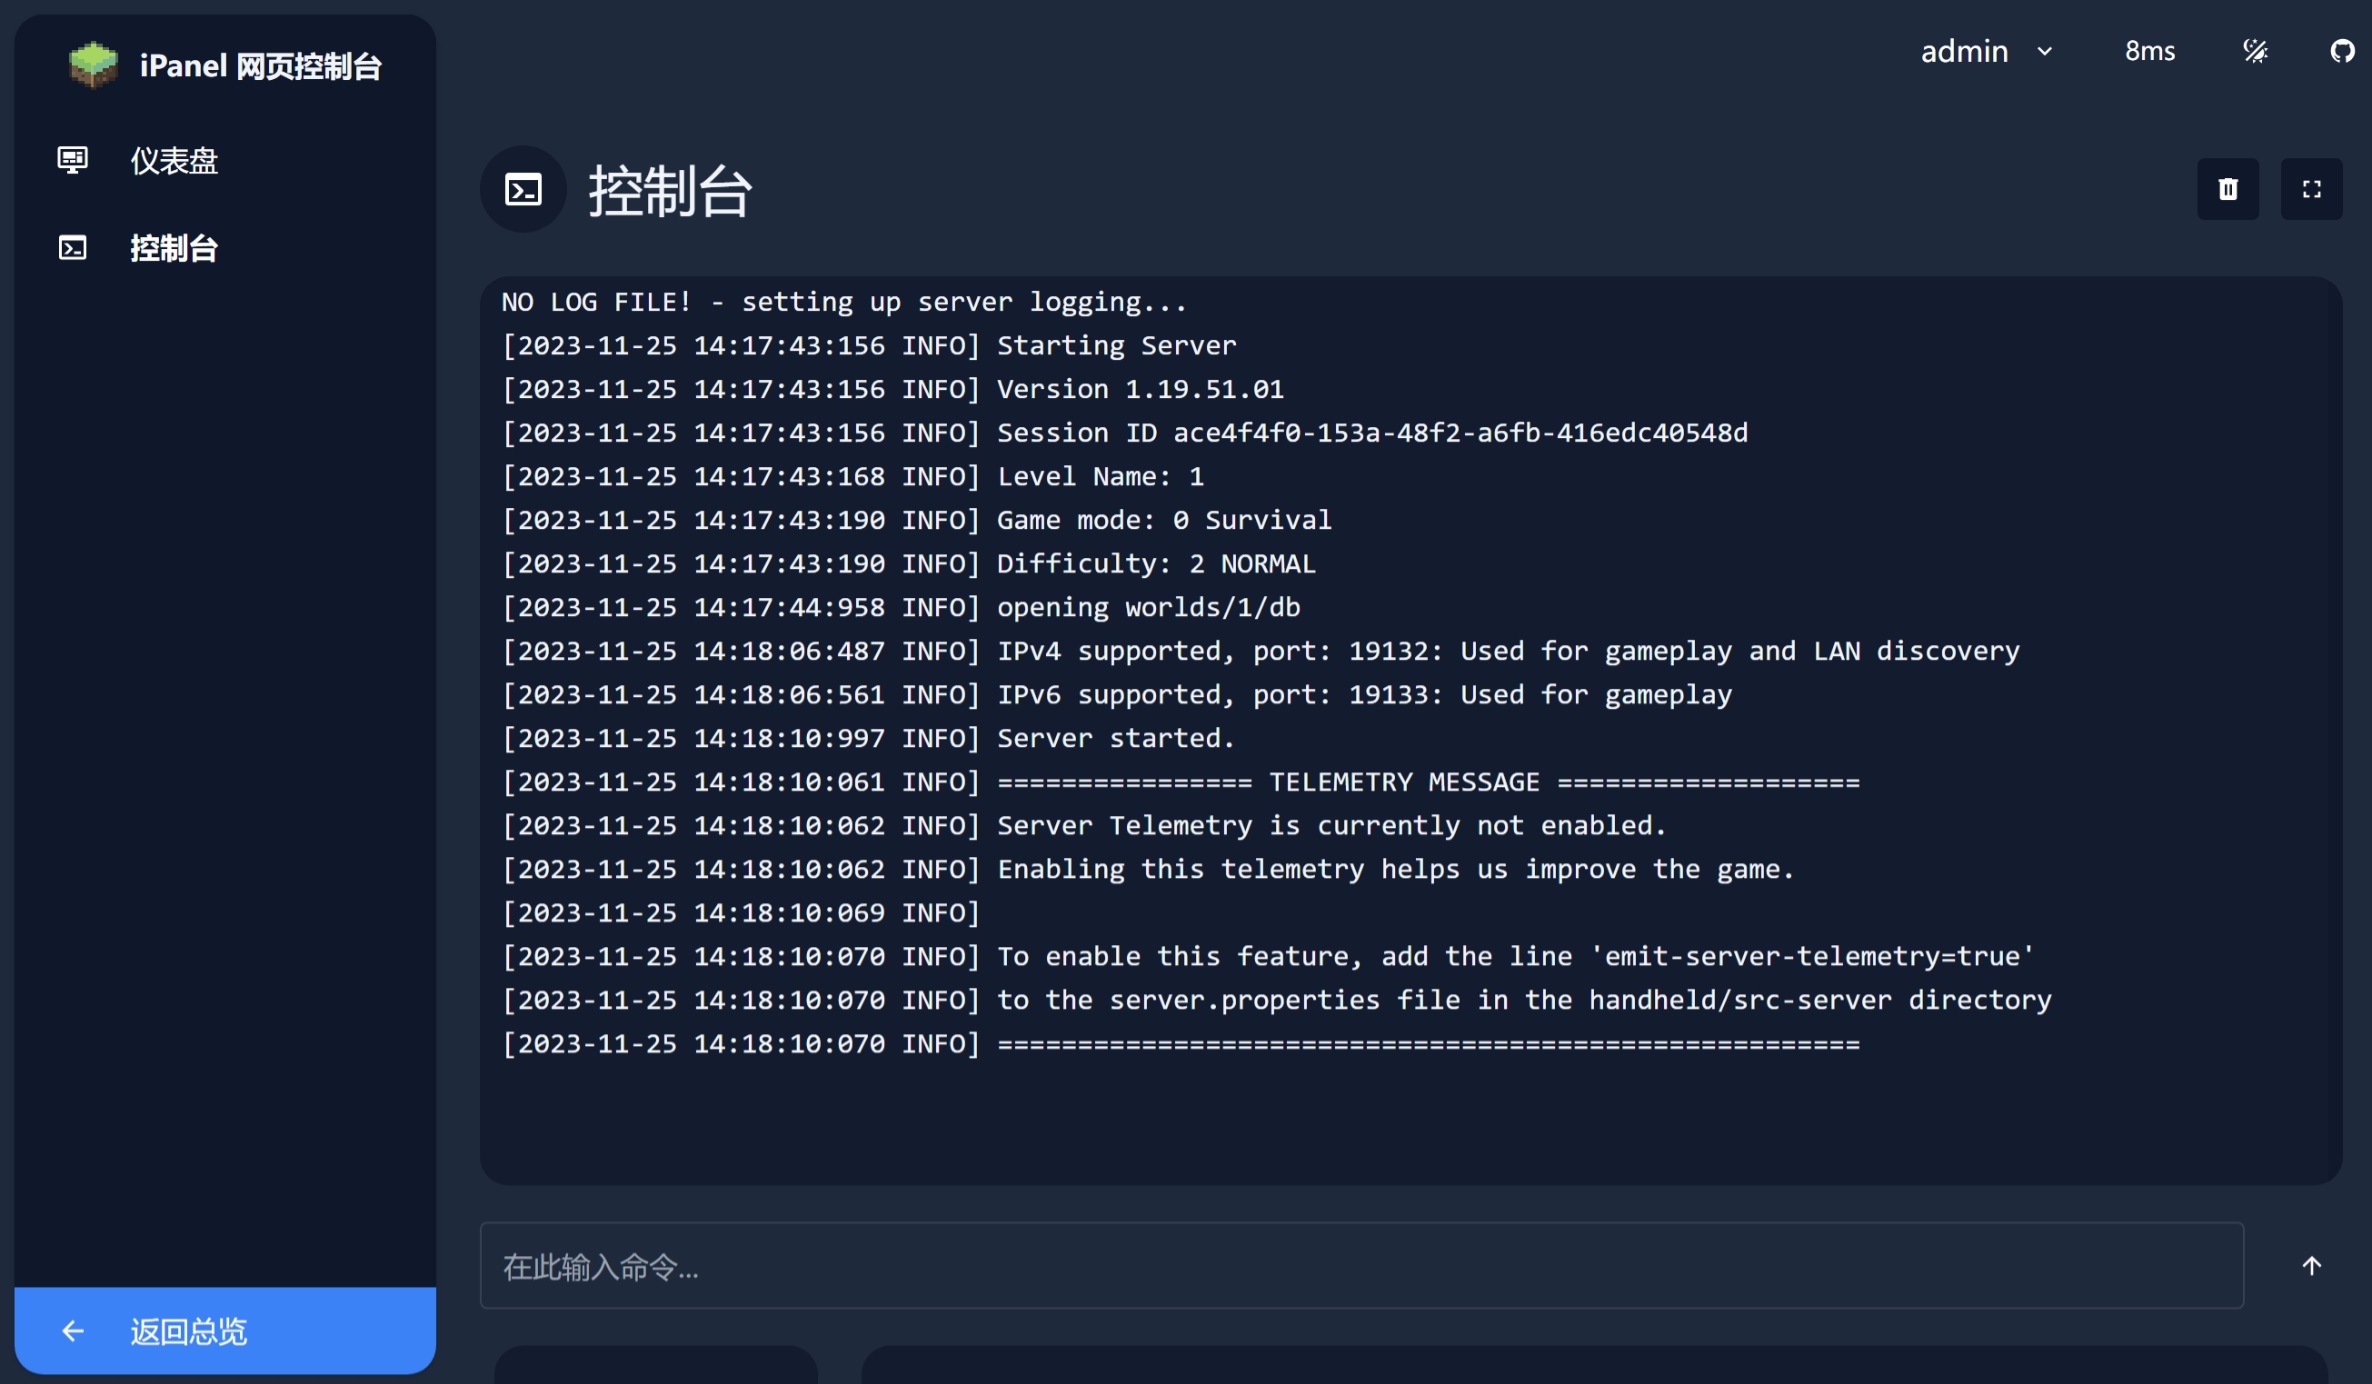 iPanel 网页控制台
admin
8ms
仪表盘
控制台
控制台
NO LOG FILE! - setting up server logging...
[2023-11-25 14:17:43:156 INFO] Starting Server
[2023-11-25 14:17:43:156 INFO] Version 1.19.51.01
[2023-11-25 14:17:43:156 INFO] Session ID ace4f4f0-153a-48f2-a6fb-416edc40548d
[2023-11-25 14:17:43:168 INFO] Level Name: 1
[2023-11-25 14:17:43:190 INFO] Game mode: 0 Survival
[2023-11-25 14:17:43:190 INFO] Difficulty: 2 NORMAL
[2023-11-25 14:17:44:958 INFO] opening worlds/1/db
[2023-11-25 14:18:06:487 INFO] IPv4 supported, port: 19132: Used for gameplay and LAN discovery
[2023-11-25 14:18:06:561 INFO] IPv6 supported, port: 19133: Used for gameplay
[2023-11-25 14:18:10:997 INFO] Server started.
[2023-11-25 14:18:10:061 INFO] ================ TELEMETRY MESSAGE ===================
[2023-11-25 14:18:10:062 INFO] Server Telemetry is currently not enabled.
[2023-11-25 14:18:10:062 INFO] Enabling this telemetry helps us improve the game.
[2023-11-25 14:18:10:069 INFO]
[2023-11-25 14:18:10:070 INFO] To enable this feature, add the line 'emit-server-telemetry=true'
[2023-11-25 14:18:10:070 INFO] to the server.properties file in the handheld/src-server directory
[2023-11-25 14:18:10:070 INFO] ======================================================
在此输入命令...
返回总览